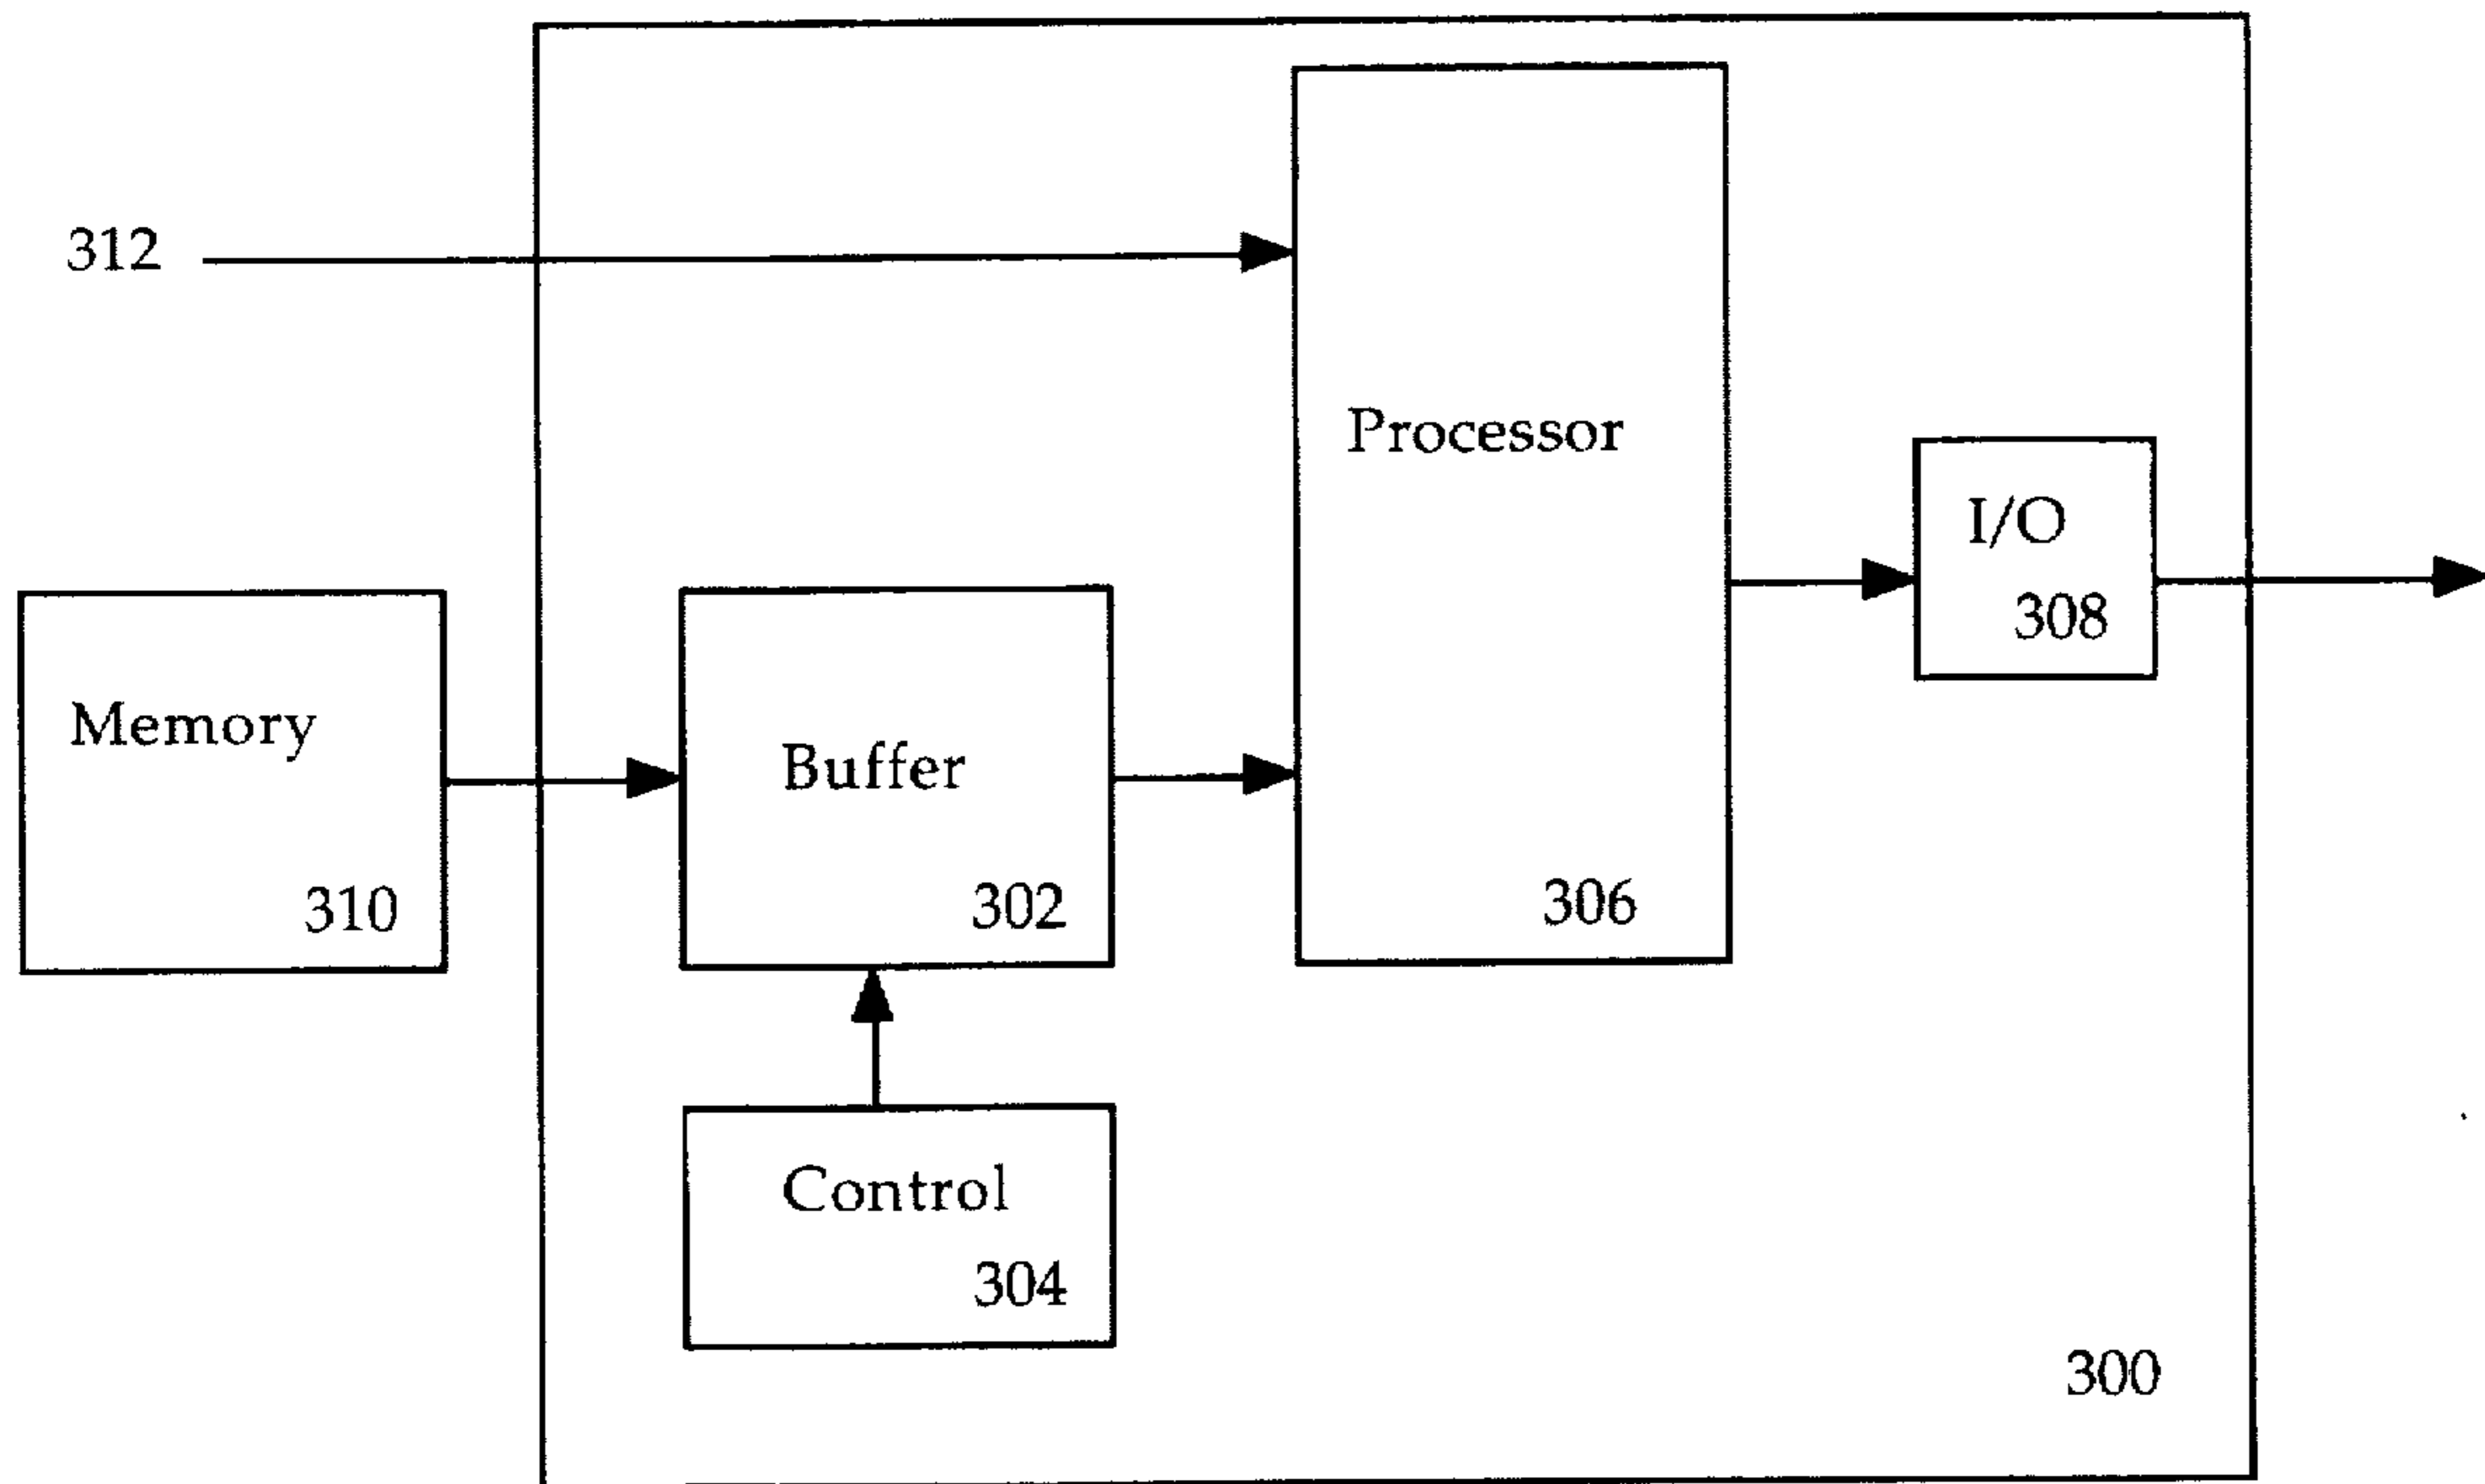 312
Processor
306
I/O
308
Memory
310
Buffer
302
Control
304
300